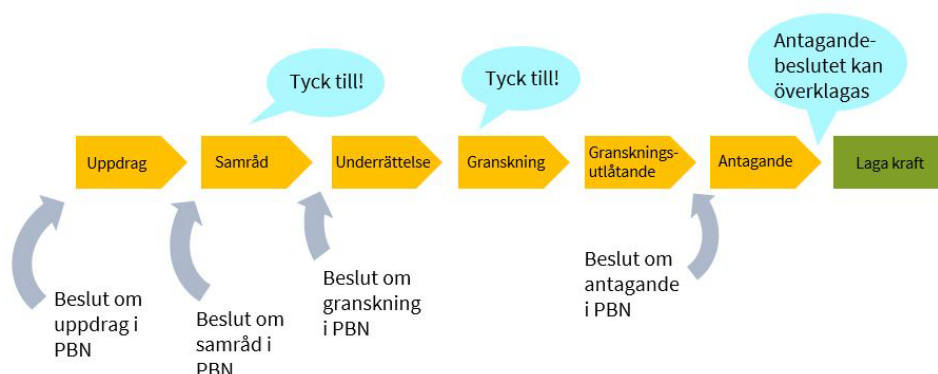 Tyck till!
Tyck till!
Antagande-
beslutet kan
överklagas
Uppdrag
Samråd
Underrättelse
Granskning
Gransknings-
utlåtande
Antagande
Laga kraft
Beslut om
uppdrag i
PBN
Beslut om
samråd i
PBN
Beslut om
granskning
i PBN
Beslut om
antagande
i PBN